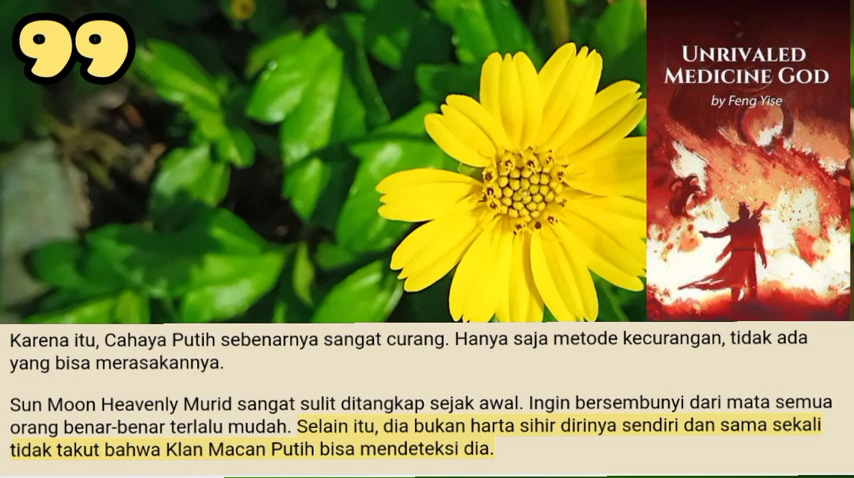 99
UNRIVALED
MEDICINE GOD
by Feng Yise
Karena itu, Cahaya Putih sebenarnya sangat curang. Hanya saja metode kecurangan, tidak ada
yang bisa merasakannya.
Sun Moon Heavenly Murid sangat sulit ditangkap sejak awal. Ingin bersembunyi dari mata semua
orang benar-benar terlalu mudah. Selain itu, dia bukan harta sihir dirinya sendiri dan sama sekali
tidak takut bahwa Klan Macan Putih bisa mendeteksi dia.